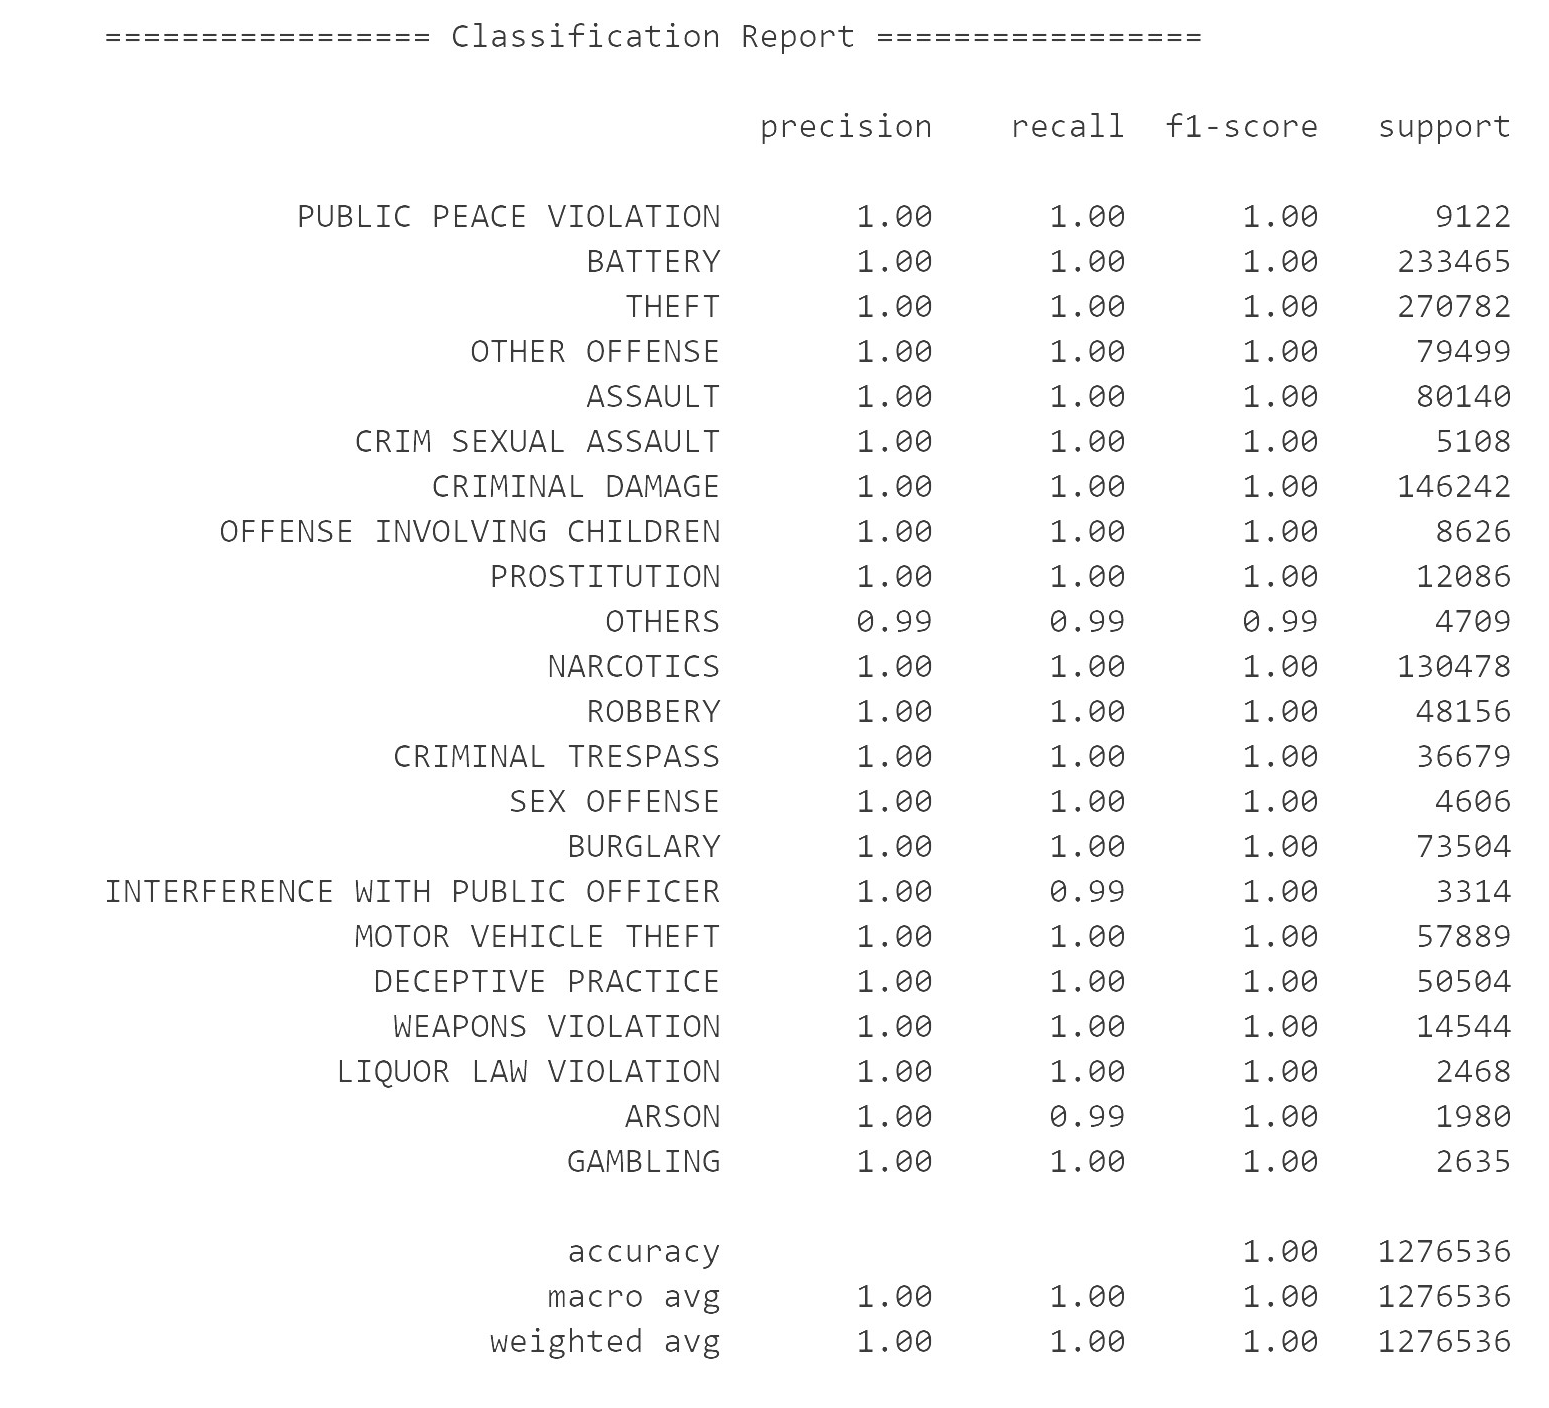 ================= Classification Report =================
precision recall f1-score support
PUBLIC PEACE VIOLATION 1.00 1.00 1.00 9122
BATTERY 1.00 1.00 1.00 233465
THEFT 1.00 1.00 1.00 270782
OTHER OFFENSE 1.00 1.00 1.00 79499
ASSAULT 1.00 1.00 1.00 80140
CRIM SEXUAL ASSAULT 1.00 1.00 1.00 5108
CRIMINAL DAMAGE 1.00 1.00 1.00 146242
OFFENSE INVOLVING CHILDREN 1.00 1.00 1.00 8626
PROSTITUTION 1.00 1.00 1.00 12086
OTHERS 0.99 0.99 0.99 4709
NARCOTICS 1.00 1.00 1.00 130478
ROBBERY 1.00 1.00 1.00 48156
CRIMINAL TRESPASS 1.00 1.00 1.00 36679
SEX OFFENSE 1.00 1.00 1.00 4606
BURGLARY 1.00 1.00 1.00 73504
INTERFERENCE WITH PUBLIC OFFICER 1.00 0.99 1.00 3314
MOTOR VEHICLE THEFT 1.00 1.00 1.00 57889
DECEPTIVE PRACTICE 1.00 1.00 1.00 50504
WEAPONS VIOLATION 1.00 1.00 1.00 14544
LIQUOR LAW VIOLATION 1.00 1.00 1.00 2468
ARSON 1.00 0.99 1.00 1980
GAMBLING 1.00 1.00 1.00 2635
accuracy 1.00 1276536
macro avg 1.00 1.00 1.00 1276536
weighted avg 1.00 1.00 1.00 1276536